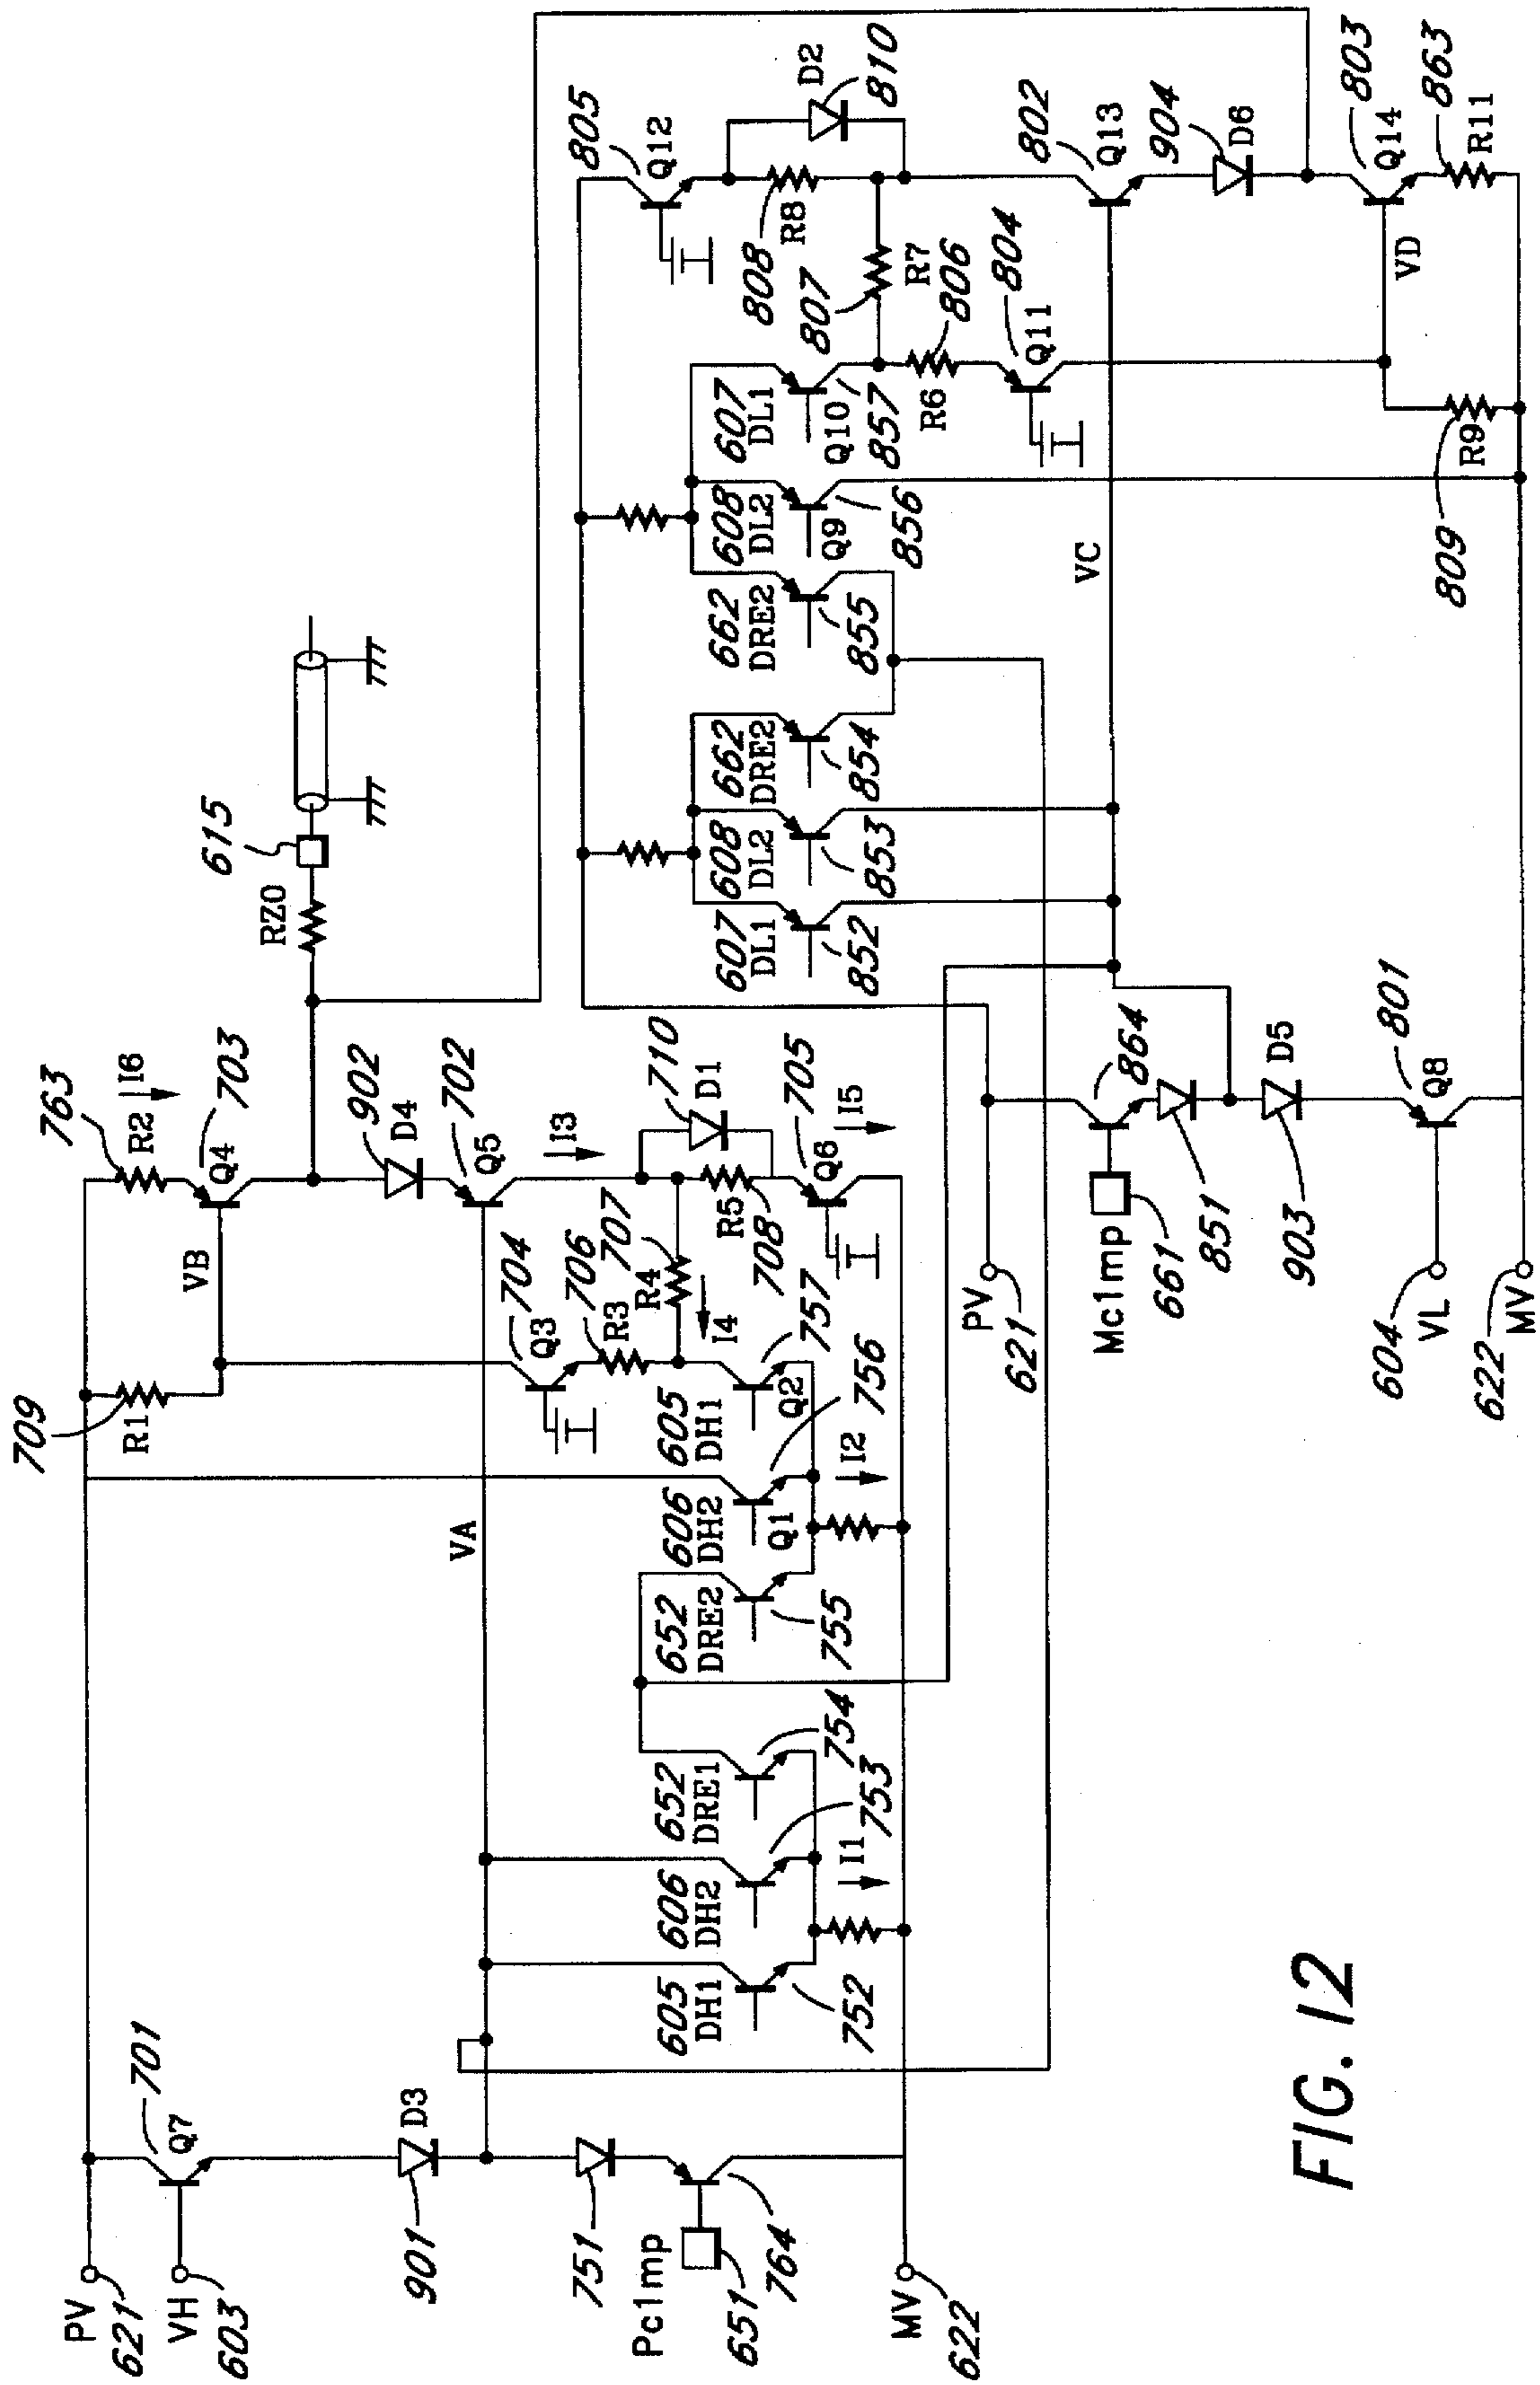 PV
621
VH
603
701
Q7
709
R1
763
R2
I6
703
Q4
VB
RZ0
615
901
D3
VA
902
D4
702
Q5
I3
704
Q3
706
R3
707
R4
I4
710
D1
R5
708
705
Q6
I5
751
Pclmp
651
764
605
DH1
752
606
DH2
753
652
DRE1
754
I1
652
DRE2
755
606
DH2
Q1
756
605
DH1
Q2
757
I2
MV
622
805
Q12
D2
810
808
R8
807
R7
607
DL1
852
608
DL2
853
662
DRE2
854
662
DRE2
855
608
DL2
Q9
856
607
DL1
Q10
857
R6
806
804
Q11
802
Q13
904
D6
VC
VD
803
Q14
863
R11
R9
809
PV
621
Mclmp
661
864
851
D5
903
801
Q8
604
VL
622
MV
FIG. 12